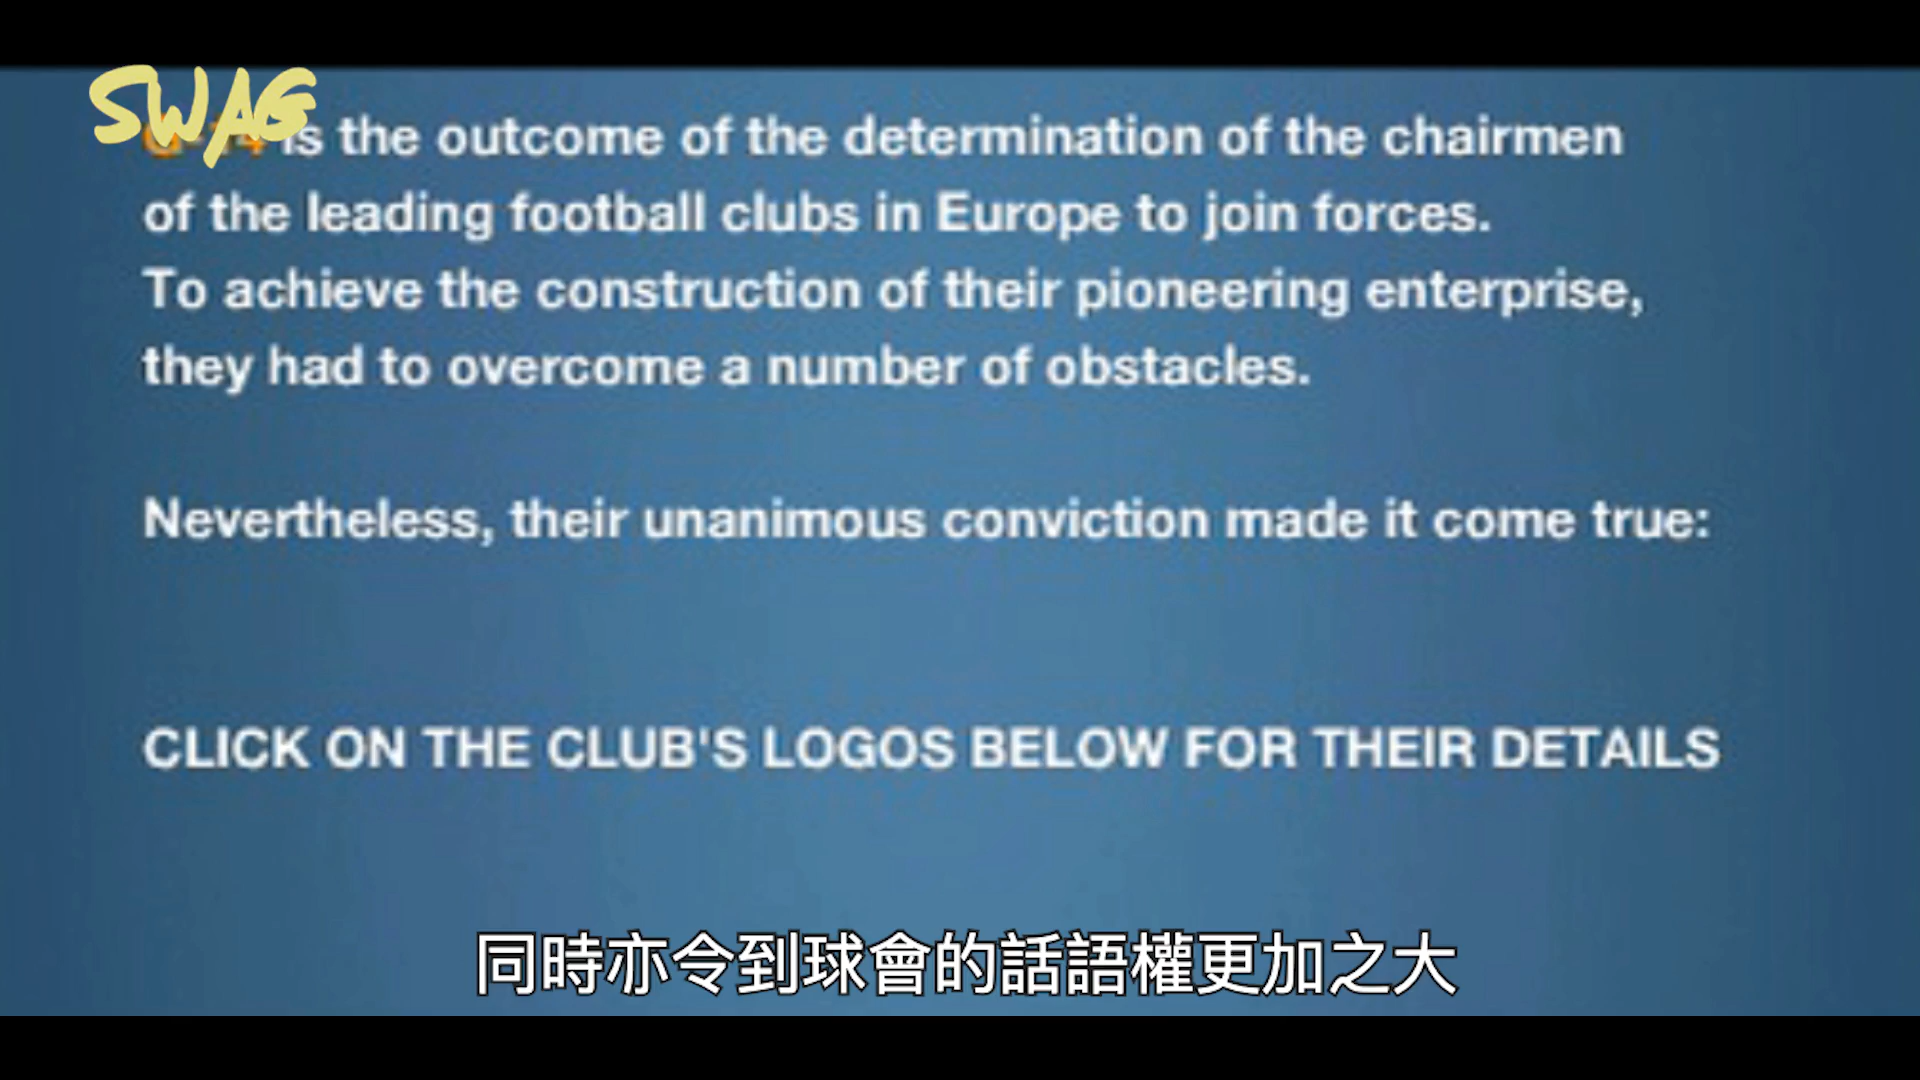 SWAG
G-14 is the outcome of the determination of the chairmen
of the leading football clubs in Europe to join forces.
To achieve the construction of their pioneering enterprise,
they had to overcome a number of obstacles.
Nevertheless, their unanimous conviction made it come true:
CLICK ON THE CLUB'S LOGOS BELOW FOR THEIR DETAILS
同時亦令到球會的話語權更加之大